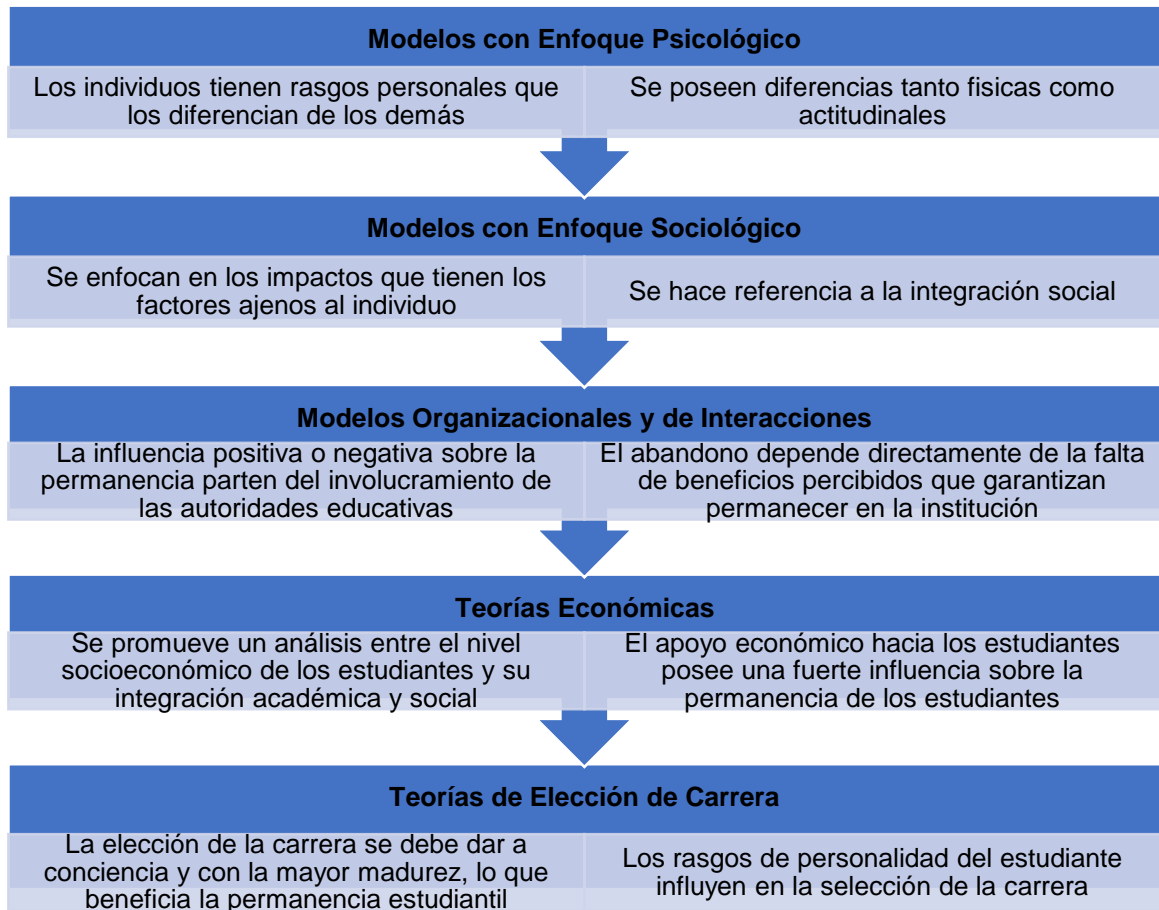 Modelos con Enfoque Psicológico
Los individuos tienen rasgos personales que
los diferencian de los demás
Se poseen diferencias tanto fisicas como
actitudinales
Modelos con Enfoque Sociológico
Se enfocan en los impactos que tienen los
factores ajenos al individuo
Se hace referencia a la integración social
Modelos Organizacionales y de Interacciones
La influencia positiva o negativa sobre la
permanencia parten del involucramiento de
las autoridades educativas
El abandono depende directamente de la falta
de beneficios percibidos que garantizan
permanecer en la institución
Teorías Económicas
Se promueve un análisis entre el nivel
socioeconómico de los estudiantes y su
integración académica y social
El apoyo económico hacia los estudiantes
posee una fuerte influencia sobre la
permanencia de los estudiantes
Teorías de Elección de Carrera
La elección de la carrera se debe dar a
conciencia y con la mayor madurez, lo que
beneficia la permanencia estudiantil
Los rasgos de personalidad del estudiante
influyen en la selección de la carrera